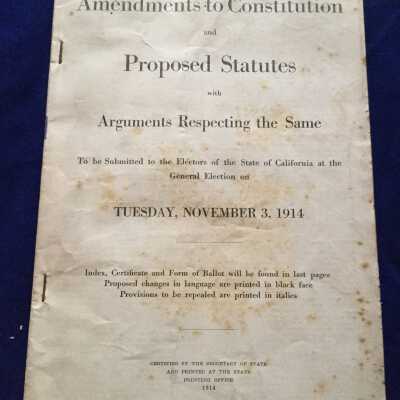 Amendments to Constitution
and
Proposed Statutes
with
Arguments Respecting the Same
To be Submitted to the Electors of the State of California at the
General Election on
TUESDAY, NOVEMBER 3, 1914
Index, Certificate and Form of Ballot will be found in last pages
Proposed changes in language are printed in black face
Provisions to be repealed are printed in italics
CERTIFIED BY THE SECRETARY OF STATE
AND PRINTED AT THE STATE
PRINTING OFFICE
1914